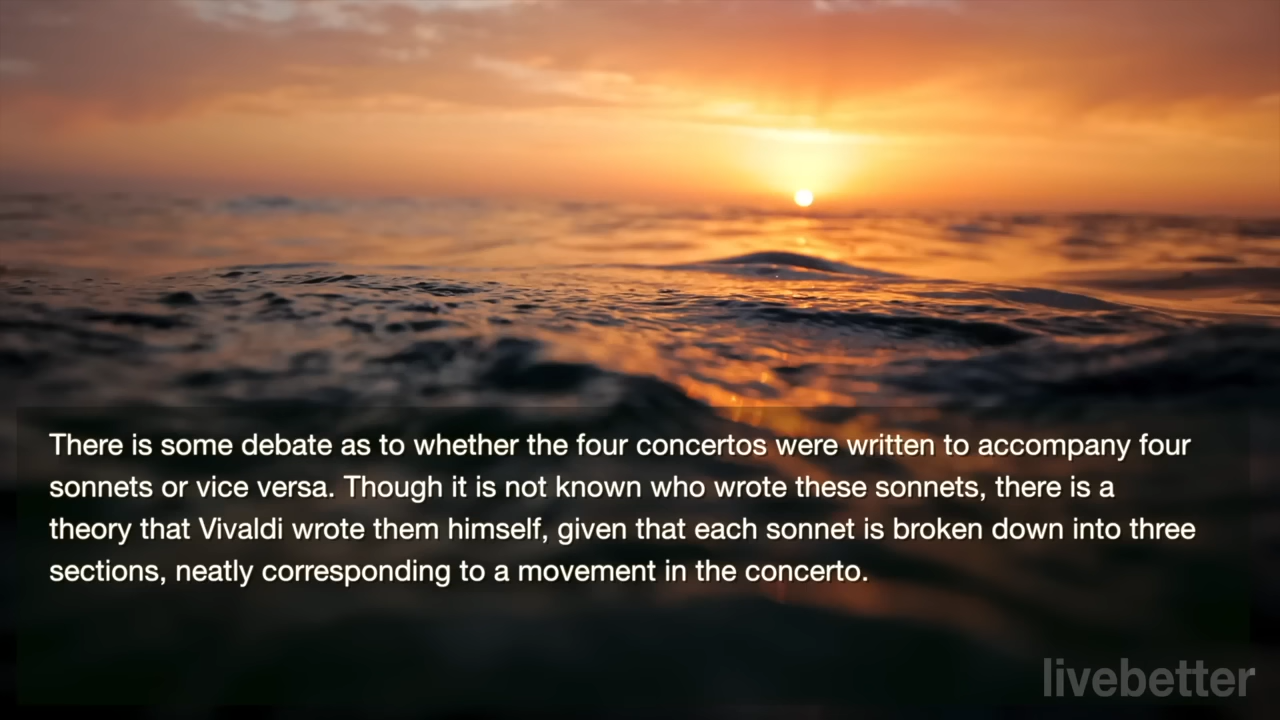 There is some debate as to whether the four concertos were written to accompany four
sonnets or vice versa. Though it is not known who wrote these sonnets, there is a
theory that Vivaldi wrote them himself, given that each sonnet is broken down into three
sections, neatly corresponding to a movement in the concerto.
livebetter